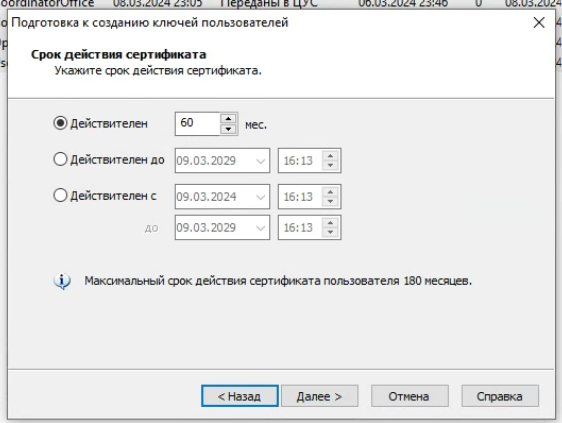 coordinatorOffice 08.03.2024 23:05 Переданы в ЦУС 06.03.2024 23:46 0 08.03.2024
Подготовка к созданию ключей пользователей
Срок действия сертификата
Укажите срок действия сертификата.
Действителен 60 мес.
Действителен до 09.03.2029 16:13
Действителен с 09.03.2024 16:13
до 09.03.2029 16:13
Максимальный срок действия сертификата пользователя 180 месяцев.
< Назад Далее > Отмена Справка